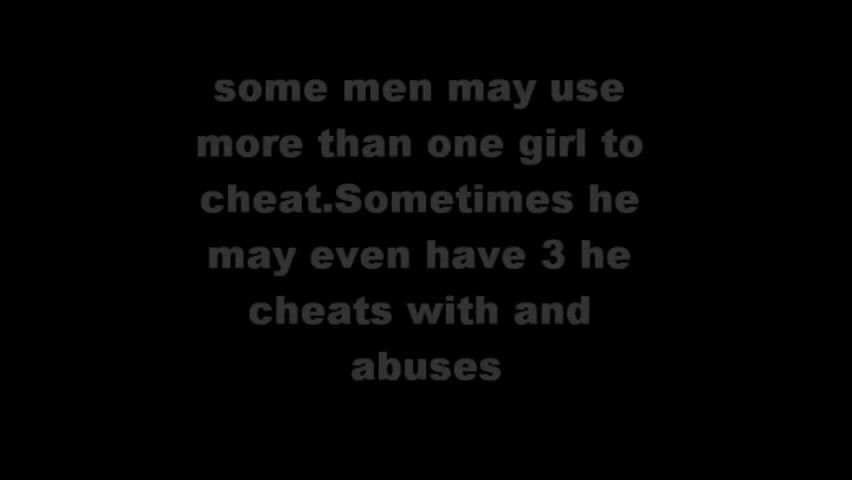 some men may use
more than one girl to
cheat.Sometimes he
may even have 3 he
cheats with and
abuses